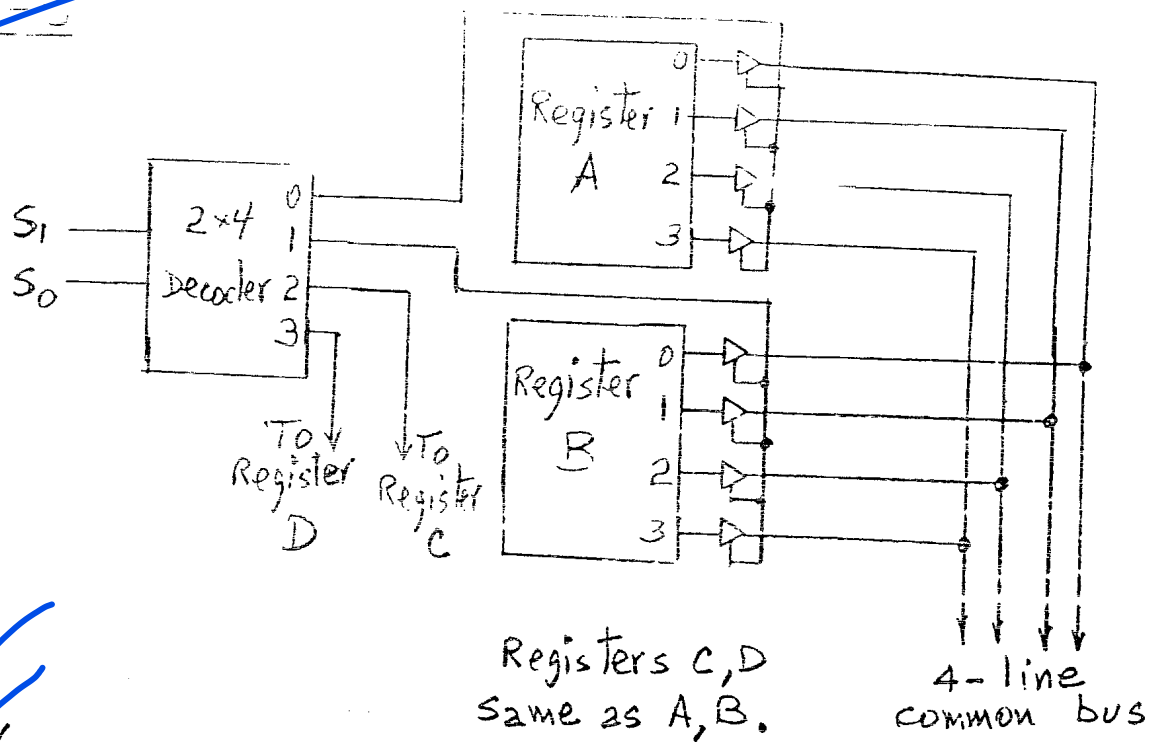 0
Register 1
A
2
3
S1
S0
2×4
Decoder
0
1
2
3
To
Register
D
To
Register
C
0
Register
1
B
2
3
Registers C, D
same as A, B.
4-line
common bus